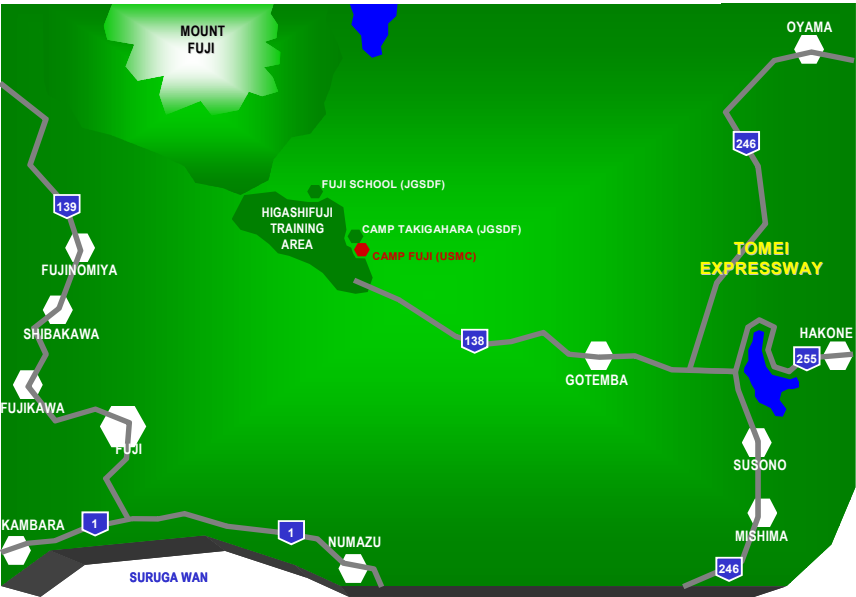 MOUNT
FUJI
OYAMA
246
FUJI SCHOOL (JGSDF)
139
HIGASHIFUJI
TRAINING
AREA
CAMP TAKIGAHARA (JGSDF)
CAMP FUJI (USMC)
TOMEI
EXPRESSWAY
FUJINOMIYA
SHIBAKAWA
138
HAKONE
255
GOTEMBA
FUJIKAWA
FUJI
SUSONO
KAMBARA
1
1
NUMAZU
MISHIMA
246
SURUGA WAN